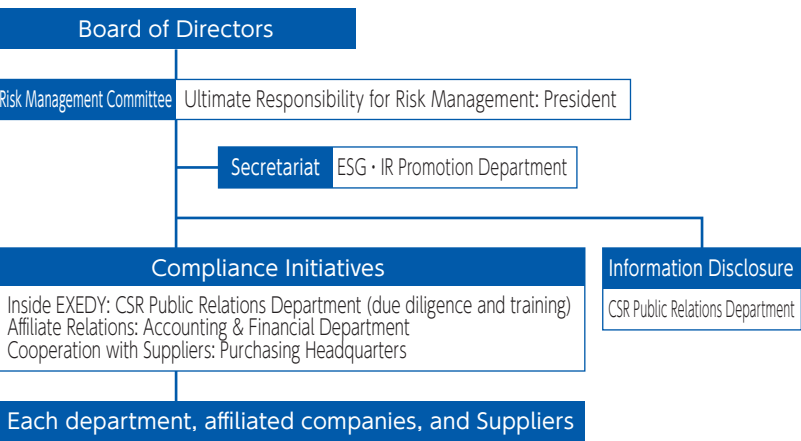 Board of Directors
Risk Management Committee Ultimate Responsibility for Risk Management: President
Secretariat ESG・IR Promotion Department
Compliance Initiatives
Inside EXEDY: CSR Public Relations Department (due diligence and training)
Affiliate Relations: Accounting & Financial Department
Cooperation with Suppliers: Purchasing Headquarters
Information Disclosure
CSR Public Relations Department
Each department, affiliated companies, and Suppliers